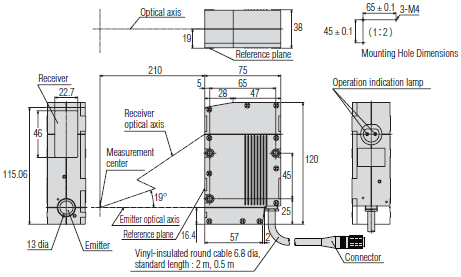 Optical axis
19
38
Reference plane
65 ± 0.1
3-M4
45 ± 0.1
(1:2)
Mounting Hole Dimensions
210
75
5
65
28
47
Receiver
22.7
46
115.06
13 dia
Emitter
Receiver
optical axis
Measurement
center
19°
Emitter optical axis
Reference plane
16.4
57
2
45
25
120
Vinyl-insulated round cable 6.8 dia,
standard length : 2 m, 0.5 m
Operation indication lamp
Connector